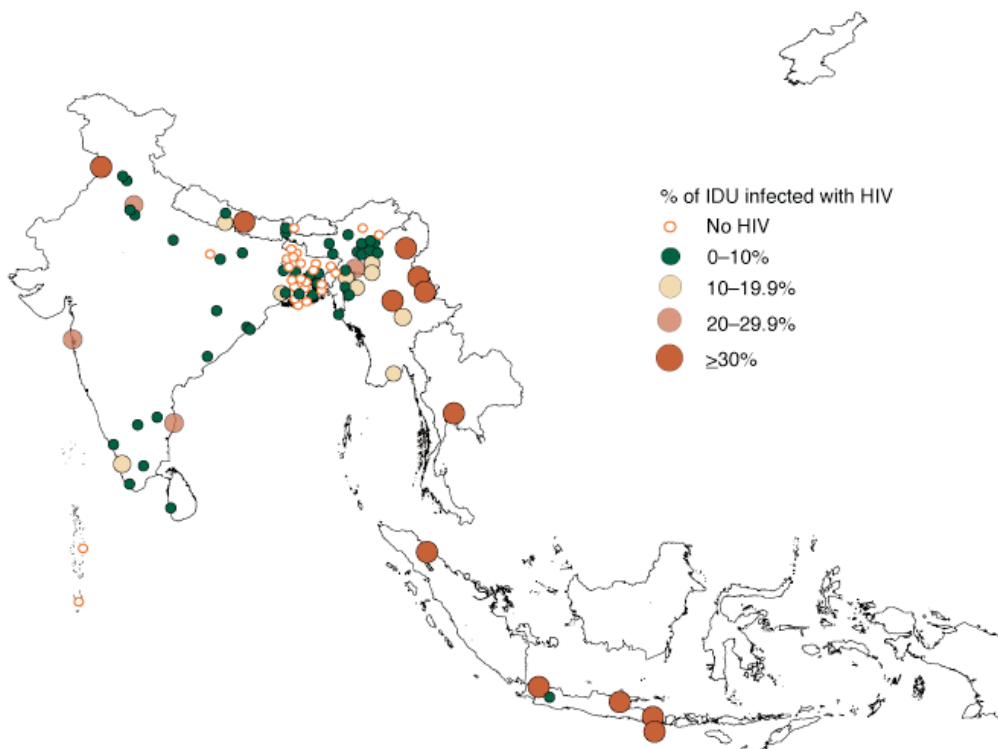 % of IDU infected with HIV
No HIV
0–10%
10–19.9%
20–29.9%
≥30%